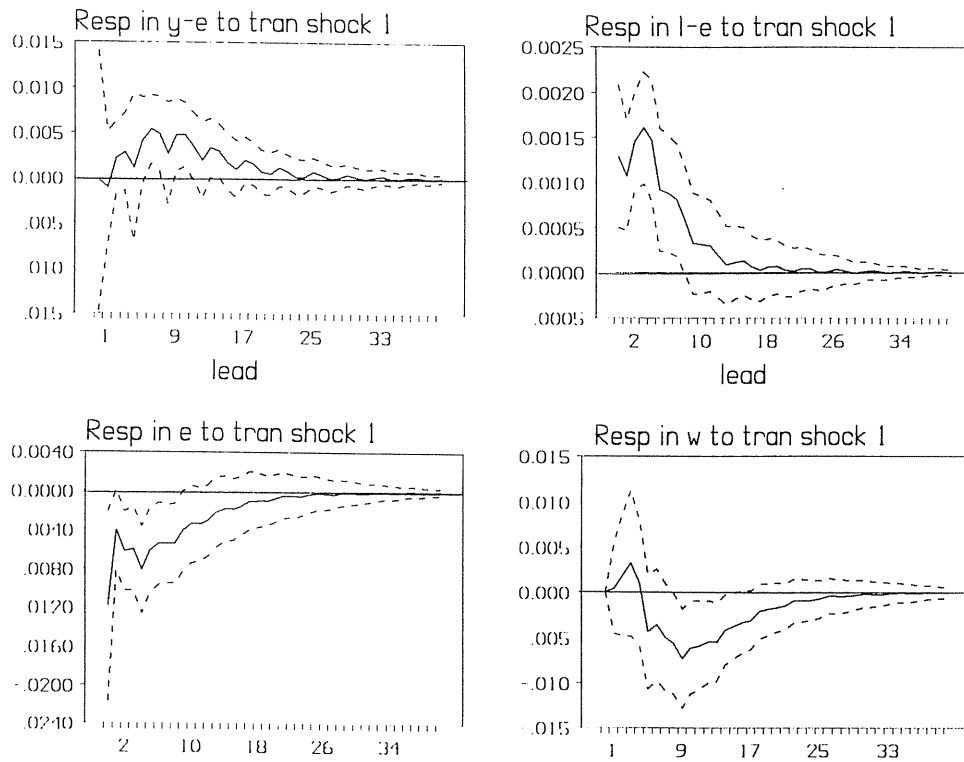 Resp in y-e to tran shock 1
0.015
0.010
0.005
0.000
.005
.010
.015
1 9 17 25 33
lead
Resp in l-e to tran shock 1
0.0025
0.0020
0.0015
0.0010
0.0005
0.0000
.0005
2 10 18 26 34
lead
Resp in e to tran shock 1
0.0040
0.0000
.0040
.0080
.0120
.0160
-.0200
.0240
2 10 18 26 34
Resp in w to tran shock 1
0.015
0.010
0.005
0.000
.005
-.010
.015
1 9 17 25 33